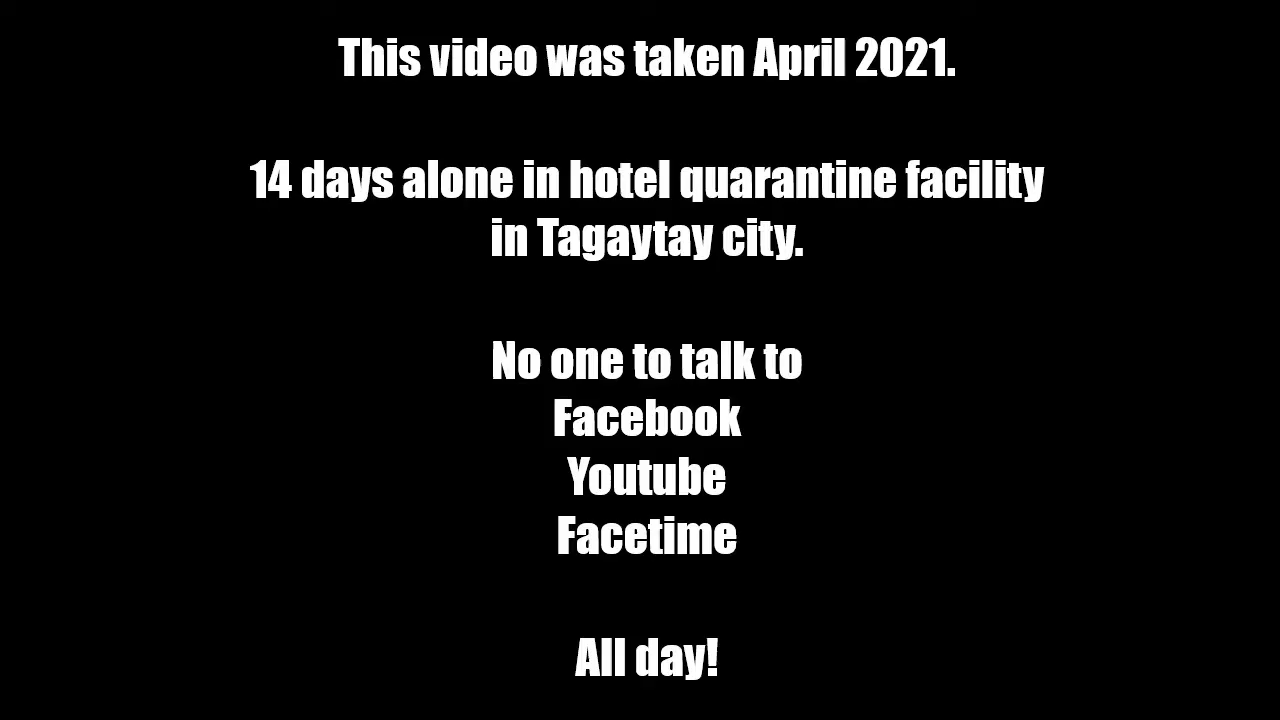 This video was taken April 2021.
14 days alone in hotel quarantine facility
in Tagaytay city.
No one to talk to
Facebook
Youtube
Facetime
All day!